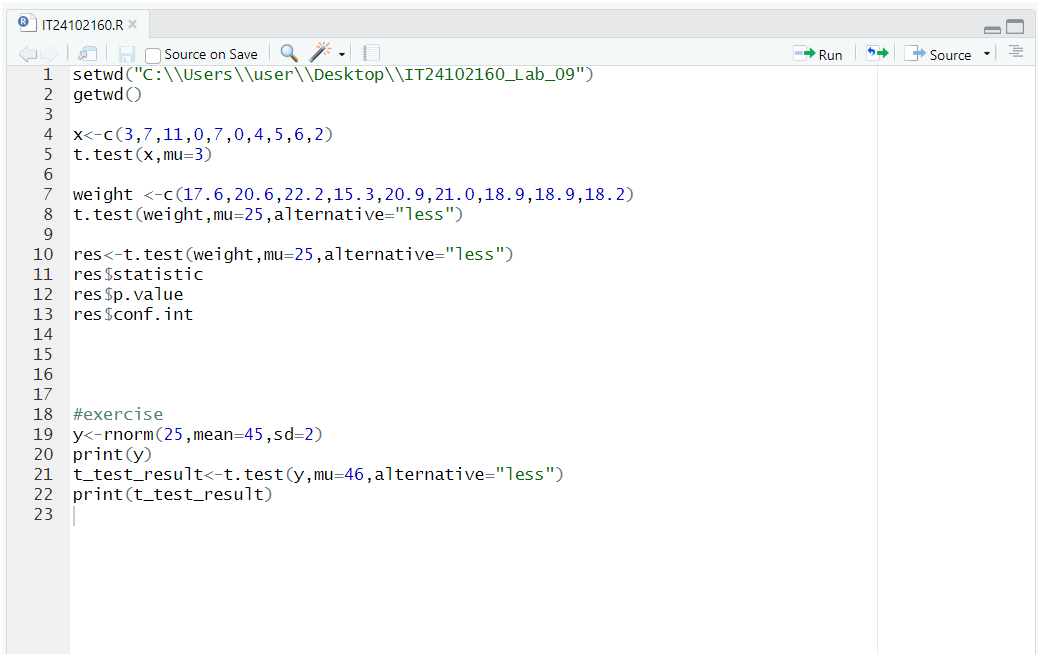 IT24102160.R
Source on Save
Run
Source
1 setwd("C:\\Users\\user\\Desktop\\IT24102160_Lab_09")
2 getwd()
3
4 x<-c(3,7,11,0,7,0,4,5,6,2)
5 t.test(x,mu=3)
6
7 weight <-c(17.6,20.6,22.2,15.3,20.9,21.0,18.9,18.9,18.2)
8 t.test(weight,mu=25,alternative="less")
9
10 res<-t.test(weight,mu=25,alternative="less")
11 res$statistic
12 res$p.value
13 res$conf.int
14
15
16
17
18 #exercise
19 y<-rnorm(25,mean=45,sd=2)
20 print(y)
21 t_test_result<-t.test(y,mu=46,alternative="less")
22 print(t_test_result)
23